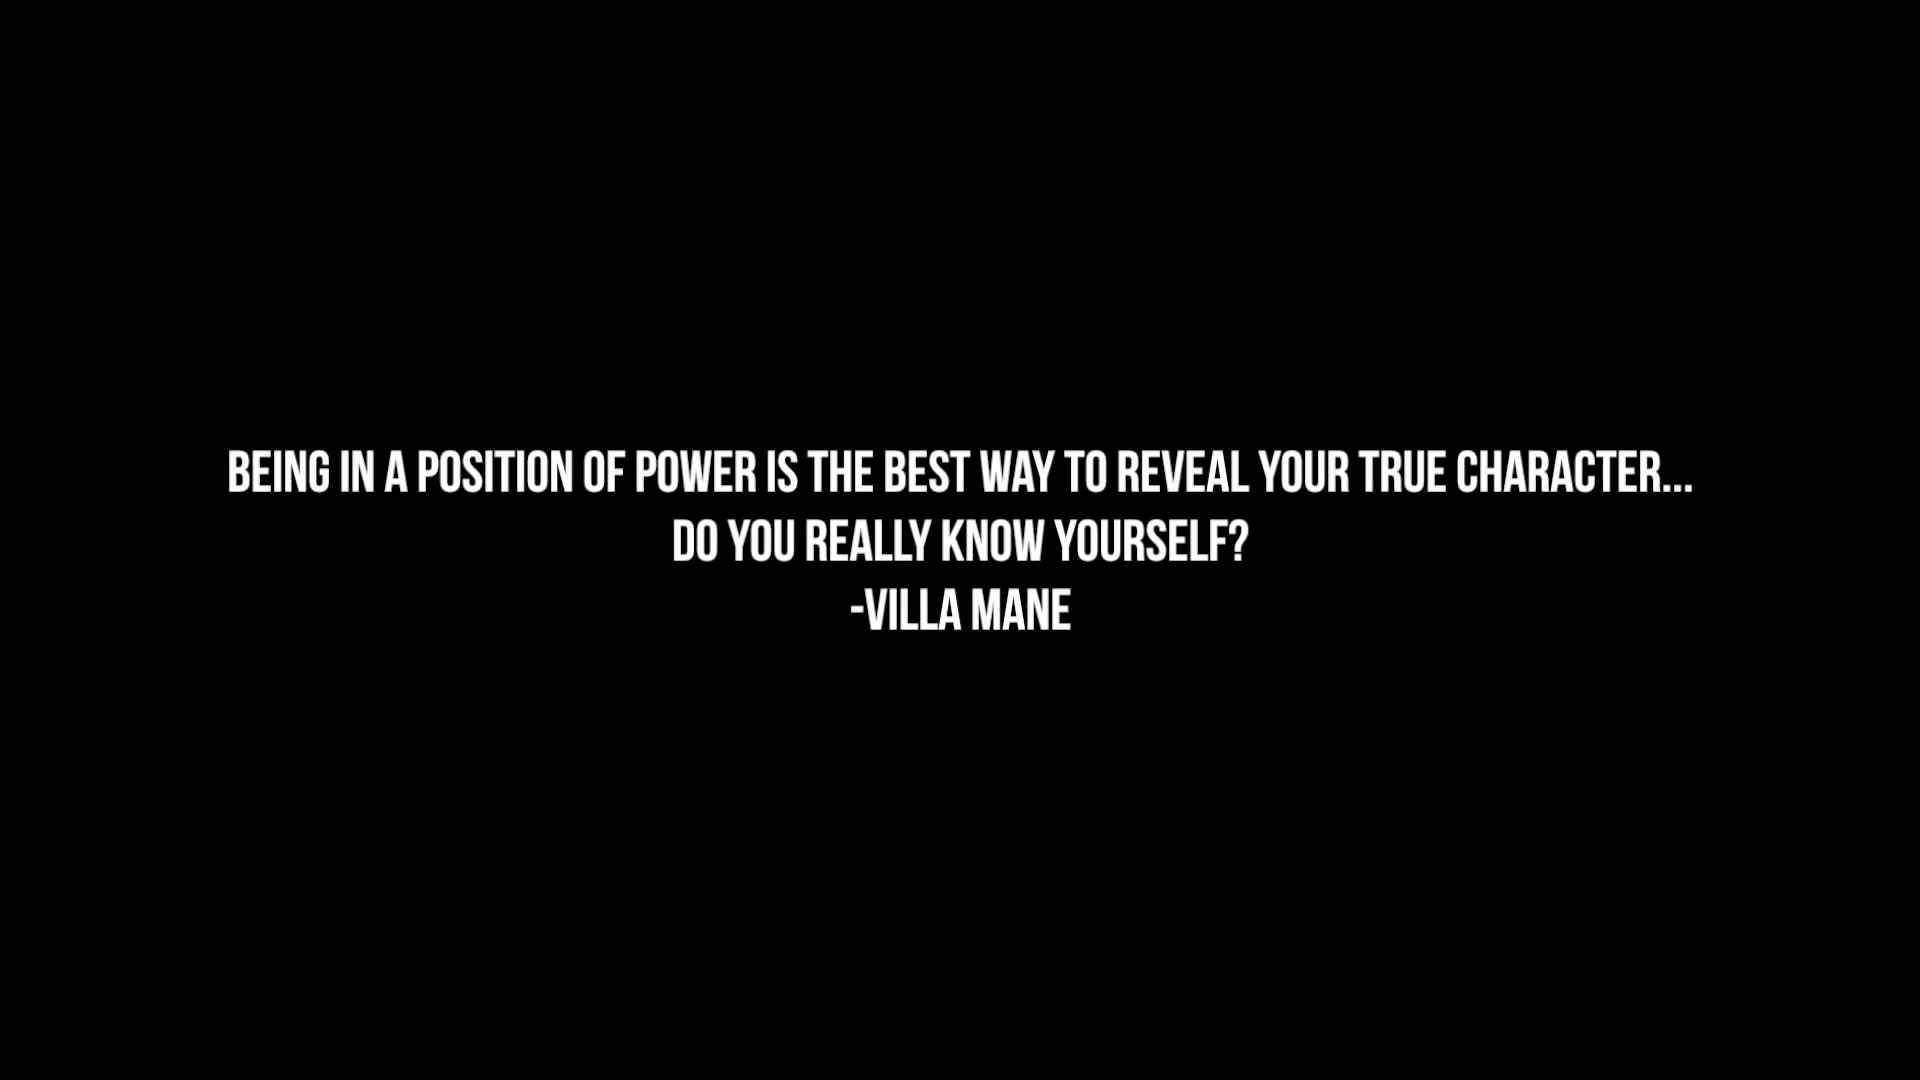 BEING IN A POSITION OF POWER IS THE BEST WAY TO REVEAL YOUR TRUE CHARACTER...
DO YOU REALLY KNOW YOURSELF?
-VILLA MANE